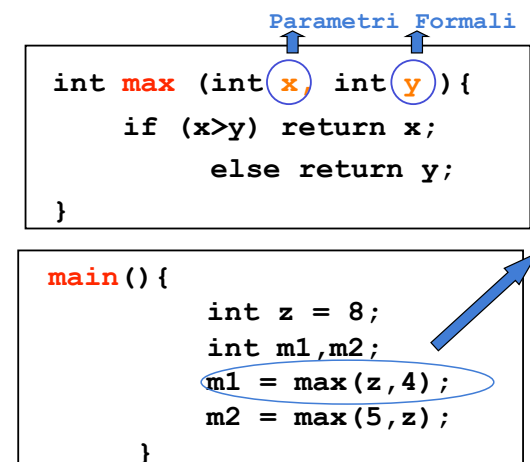 Parametri Formali
int max (int x, int y){
if (x>y) return x;
else return y;
}
main(){
int z = 8;
int m1,m2;
m1 = max(z,4);
m2 = max(5,z);
}